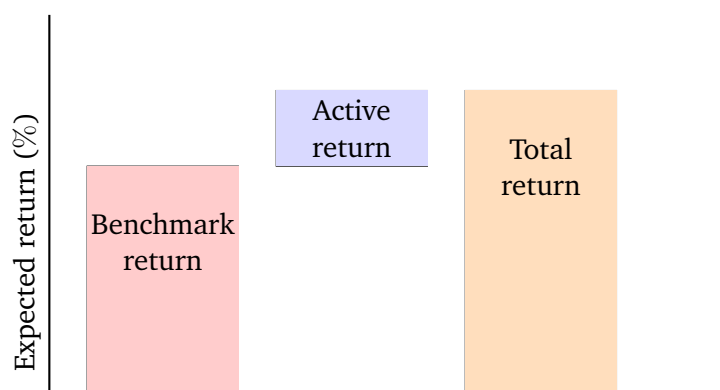 Expected return (%)
Benchmark
return
Active
return
Total
return